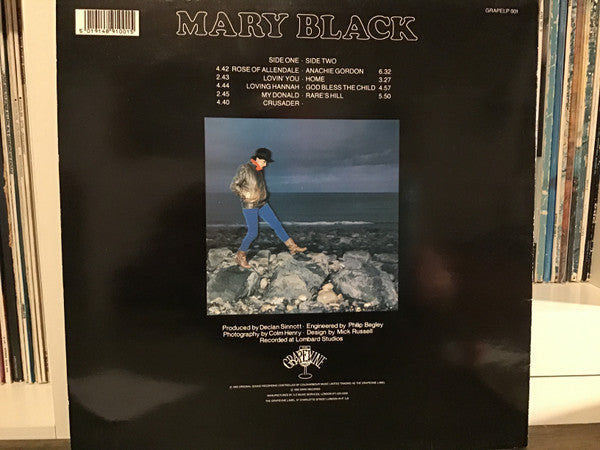 5 019148 910015
MARY BLACK
GRAPELP 001
SIDE ONE · SIDE TWO
4.42 ROSE OF ALLENDALE · ANACHIE GORDON 6.32
2.43 LOVIN' YOU · HOME 3.27
4.44 LOVING HANNAH · GOD BLESS THE CHILD 4.57
2.45 MY DONALD · RARE'S HILL 5.50
4.40 CRUSADER ·
Produced by Declan Sinnott · Engineered by Philip Begley
Photography by Colm Henry · Design by Mick Russell
Recorded at Lombard Studios
GRAPEVINE